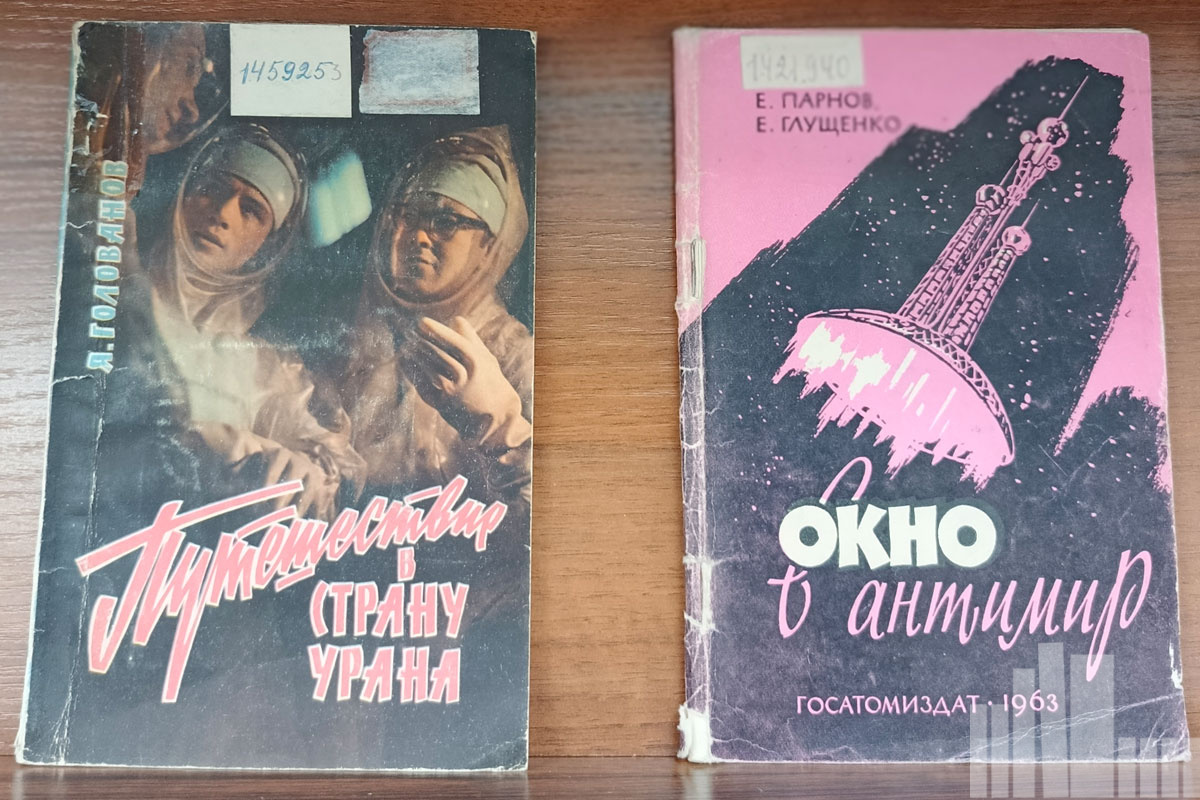 1459253
Я. ГОЛОВАНОВ
Путешествие
в
СТРАНУ
УРАНА
1421940
Е. ПАРНОВ,
Е. ГЛУЩЕНКО
ОКНО
в антимир
ГОСАТОМИЗДАТ · 1963